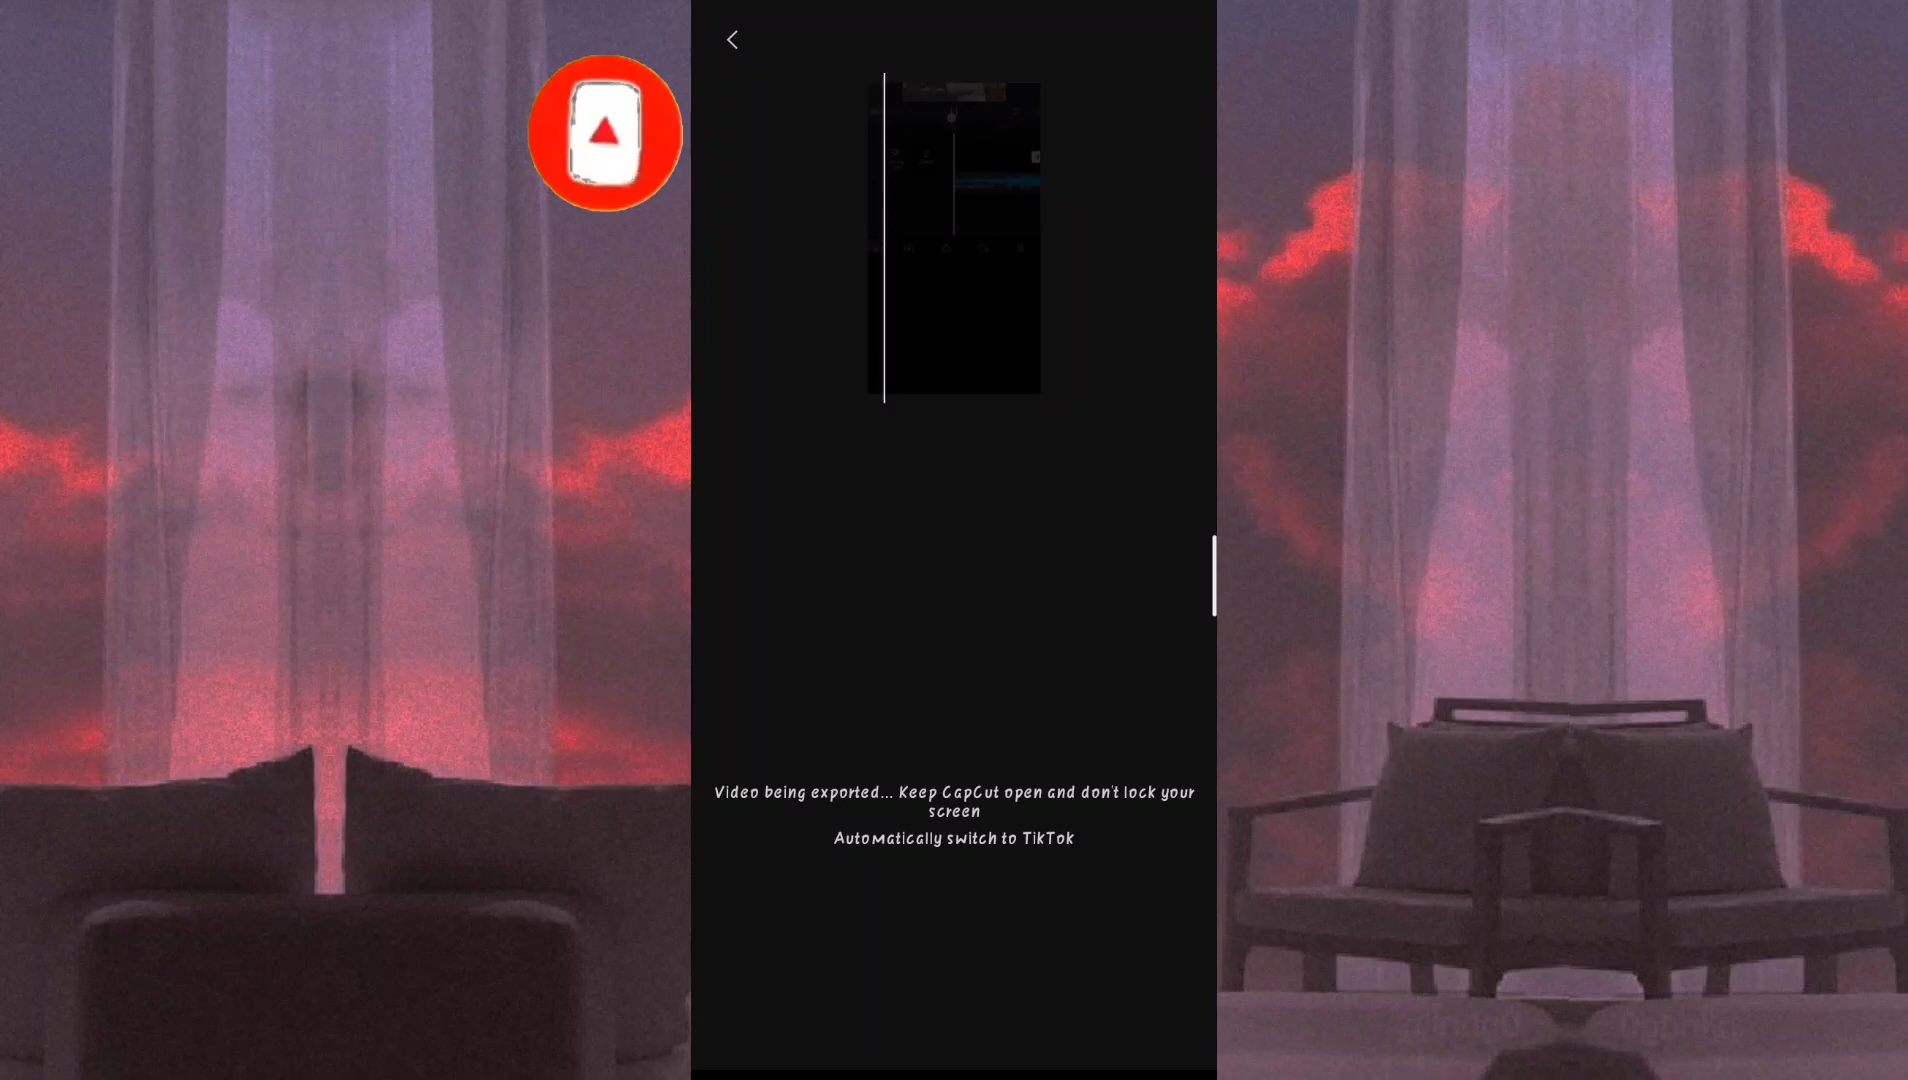 Video being exported... Keep CapCut open and don't lock your
screen
Automatically switch to TikTok